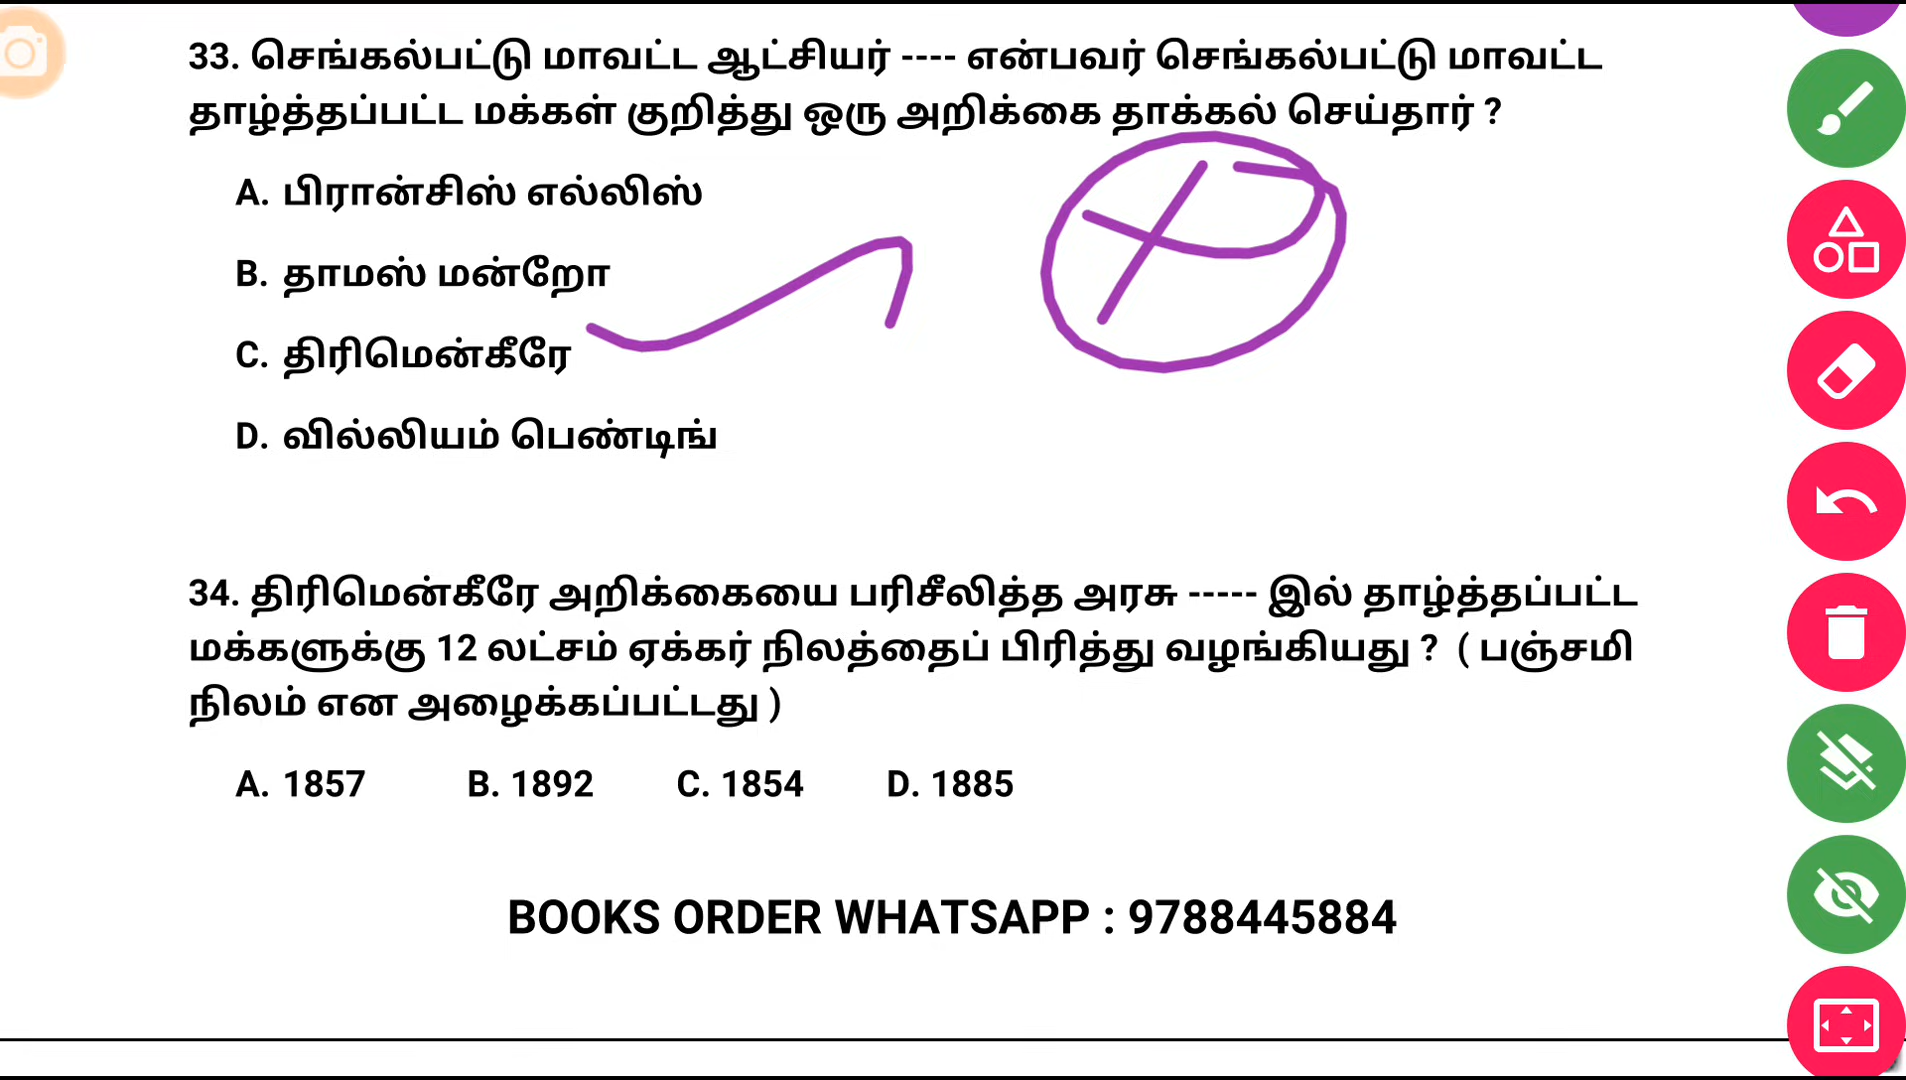 33. செங்கல்பட்டு மாவட்ட ஆட்சியர் ---- என்பவர் செங்கல்பட்டு மாவட்ட
தாழ்த்தப்பட்ட மக்கள் குறித்து ஒரு அறிக்கை தாக்கல் செய்தார் ?
A. பிரான்சிஸ் எல்லிஸ்
B. தாமஸ் மன்றோ
C. திரிமென்கீரே
D. வில்லியம் பெண்டிங்
34. திரிமென்கீரே அறிக்கையை பரிசீலித்த அரசு ----- இல் தாழ்த்தப்பட்ட
மக்களுக்கு 12 லட்சம் ஏக்கர் நிலத்தைப் பிரித்து வழங்கியது ? ( பஞ்சமி
நிலம் என அழைக்கப்பட்டது )
A. 1857 B. 1892 C. 1854 D. 1885
BOOKS ORDER WHATSAPP : 9788445884